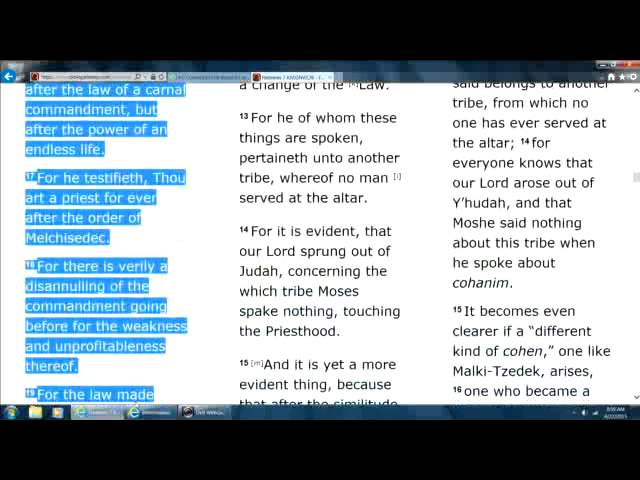 after the law of a carnal
commandment, but
after the power of an
endless life.
17 For he testifieth, Thou
art a priest for ever
after the order of
Melchisedec.
18 For there is verily a
disannulling of the
commandment going
before for the weakness
and unprofitableness
thereof.
19 For the law made
a change of the Law.
13 For he of whom these
things are spoken,
pertaineth unto another
tribe, whereof no man [l]
served at the altar.
14 For it is evident, that
our Lord sprung out of
Judah, concerning the
which tribe Moses
spake nothing, touching
the Priesthood.
15 [m]And it is yet a more
evident thing, because
that after the similitude
said belongs to another
tribe, from which no
one has ever served at
the altar; 14 for
everyone knows that
our Lord arose out of
Y’hudah, and that
Moshe said nothing
about this tribe when
he spoke about
cohanim.
15 It becomes even
clearer if a “different
kind of cohen,” one like
Malki-Tzedek, arises,
16 one who became a